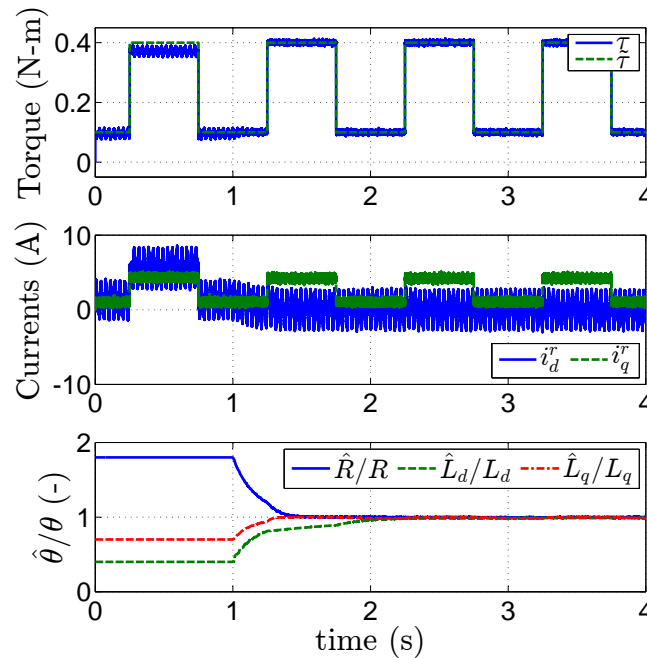 Torque (N-m)
0.4
0.2
0
τ
τ̃
0 1 2 3 4
Currents (A)
10
0
-10
i_d^r i_q^r
0 1 2 3 4
θ̂/θ (-)
2
1
0
R̂/R L̂_d/L_d L̂_q/L_q
0 1 2 3 4
time (s)